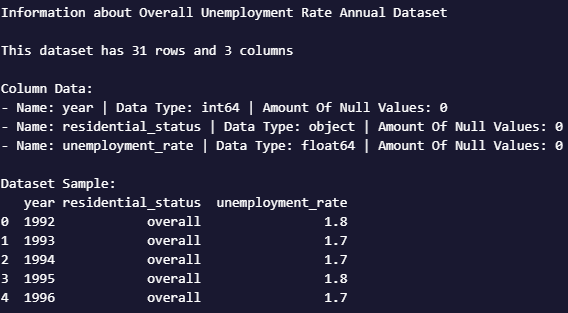 Information about Overall Unemployment Rate Annual Dataset
This dataset has 31 rows and 3 columns
Column Data:
- Name: year | Data Type: int64 | Amount Of Null Values: 0
- Name: residential_status | Data Type: object | Amount Of Null Values: 0
- Name: unemployment_rate | Data Type: float64 | Amount Of Null Values: 0
Dataset Sample:
year residential_status unemployment_rate
0 1992 overall 1.8
1 1993 overall 1.7
2 1994 overall 1.7
3 1995 overall 1.8
4 1996 overall 1.7